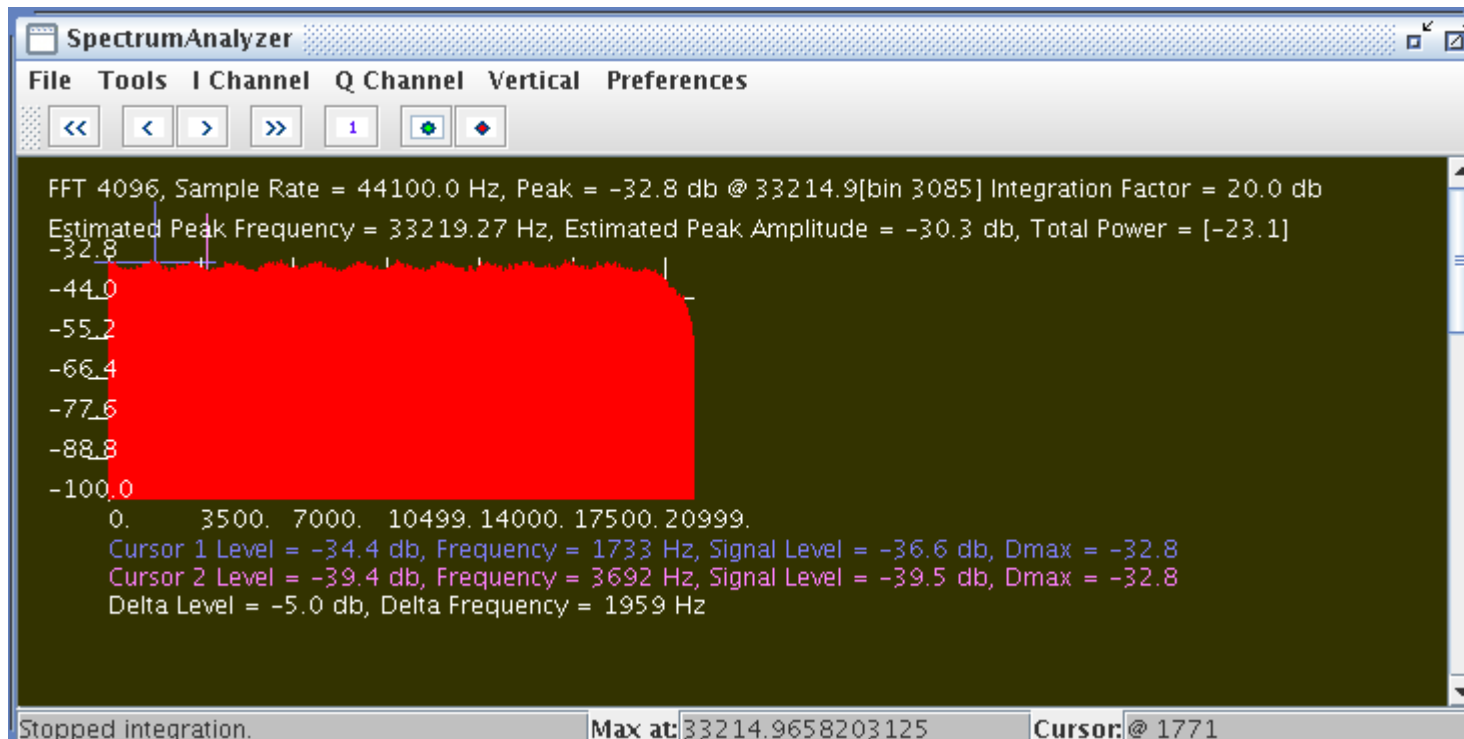 SpectrumAnalyzer
File Tools I Channel Q Channel Vertical Preferences
<< < > >> 1
FFT 4096, Sample Rate = 44100.0 Hz, Peak = -32.8 db @ 33214.9[bin 3085] Integration Factor = 20.0 db
Estimated Peak Frequency = 33219.27 Hz, Estimated Peak Amplitude = -30.3 db, Total Power = [-23.1]
-32.8
-44.0
-55.2
-66.4
-77.6
-88.8
-100.0
0. 3500. 7000. 10499. 14000. 17500. 20999.
Cursor 1 Level = -34.4 db, Frequency = 1733 Hz, Signal Level = -36.6 db, Dmax = -32.8
Cursor 2 Level = -39.4 db, Frequency = 3692 Hz, Signal Level = -39.5 db, Dmax = -32.8
Delta Level = -5.0 db, Delta Frequency = 1959 Hz
Stopped integration. Max at: 33214.9658203125 Cursor: @ 1771